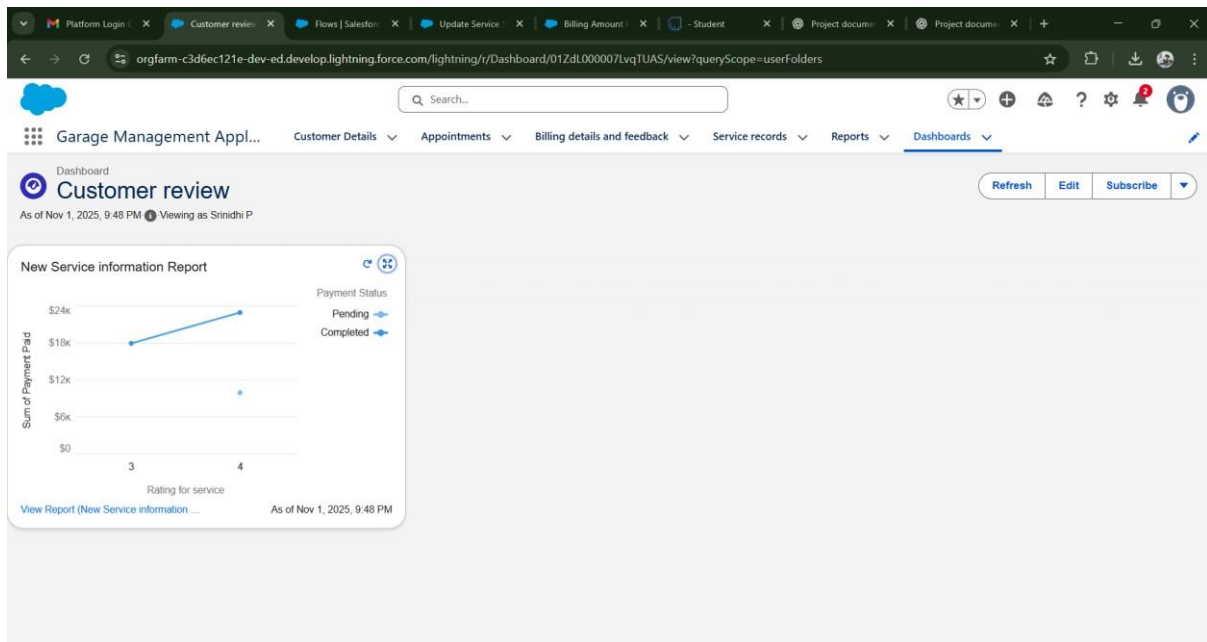 Platform Login C
Customer review
Flows | Salesforc
Update Service
Billing Amount
- Student
Project docume
Project docume
orgfarm-c3d6ec121e-dev-ed.develop.lightning.force.com/lightning/r/Dashboard/01ZdL000007LvqTUAS/view?queryScope=userFolders
Search...
2
Garage Management Appl...
Customer Details
Appointments
Billing details and feedback
Service records
Reports
Dashboards
Dashboard
Customer review
As of Nov 1, 2025, 9:48 PM Viewing as Srinidhi P
Refresh
Edit
Subscribe
New Service information Report
Payment Status
Pending
Completed
Sum of Payment Paid
$24K
$18K
$12K
$6K
$0
3 4
Rating for service
View Report (New Service information ...
As of Nov 1, 2025, 9:48 PM